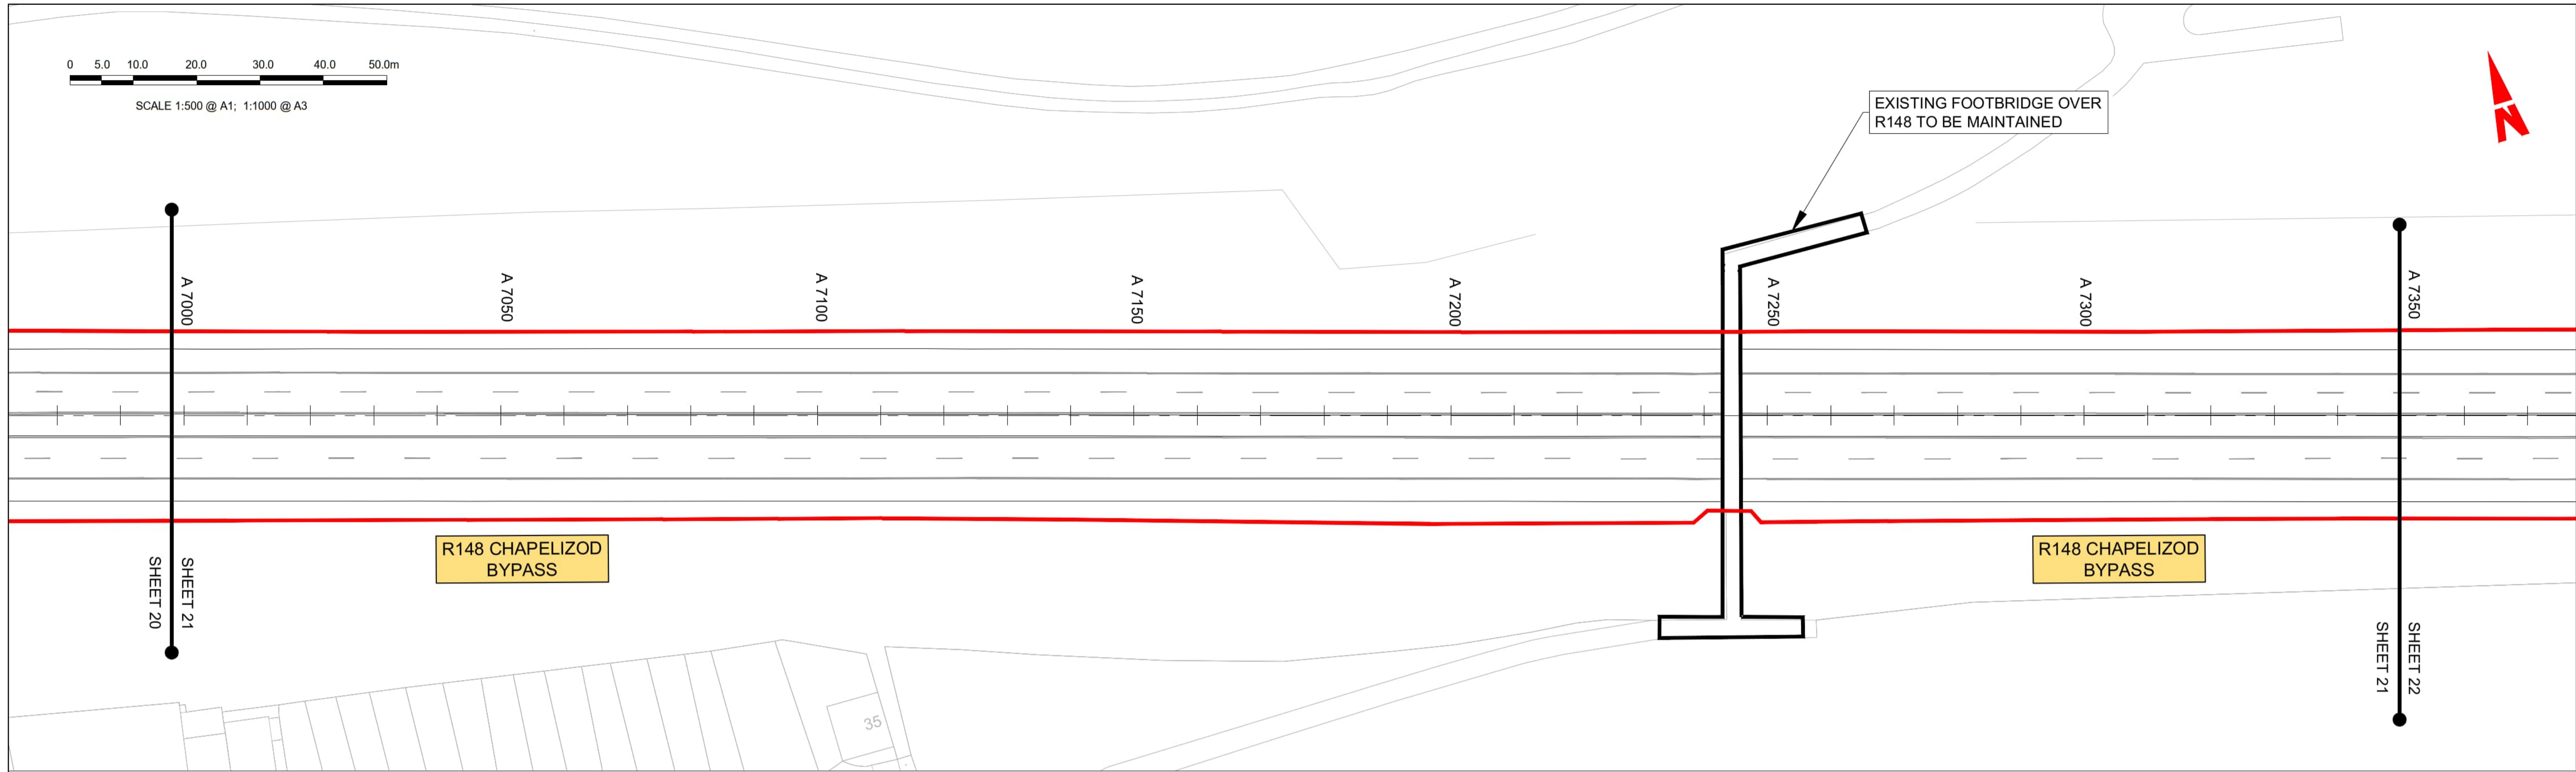 0 5.0 10.0 20.0 30.0 40.0 50.0m
SCALE 1:500 @ A1; 1:1000 @ A3
EXISTING FOOTBRIDGE OVER
R148 TO BE MAINTAINED
N
A 7000
A 7050
A 7100
A 7150
A 7200
A 7250
A 7300
A 7350
R148 CHAPELIZOD
BYPASS
R148 CHAPELIZOD
BYPASS
SHEET 20
SHEET 21
SHEET 21
SHEET 22
35